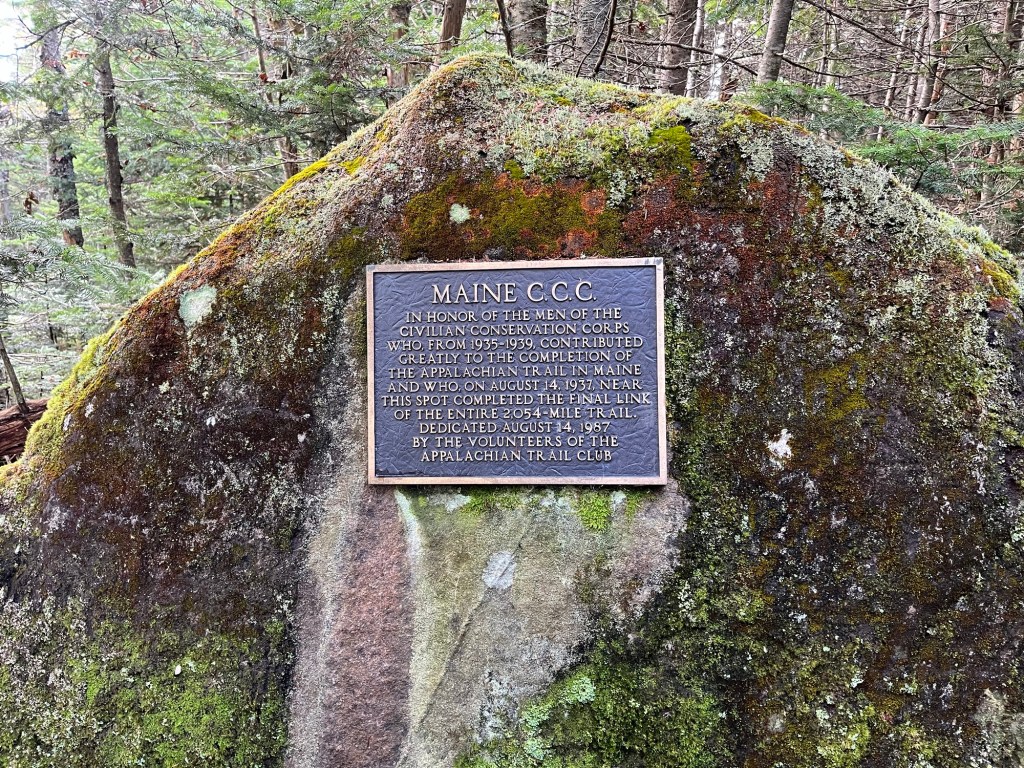 MAINE C.C.C.
IN HONOR OF THE MEN OF THE
CIVILIAN CONSERVATION CORPS
WHO, FROM 1935-1939, CONTRIBUTED
GREATLY TO THE COMPLETION OF
THE APPALACHIAN TRAIL IN MAINE
AND WHO, ON AUGUST 14, 1937, NEAR
THIS SPOT COMPLETED THE FINAL LINK
OF THE ENTIRE 2,054-MILE TRAIL.
DEDICATED AUGUST 14, 1987
BY THE VOLUNTEERS OF THE
APPALACHIAN TRAIL CLUB